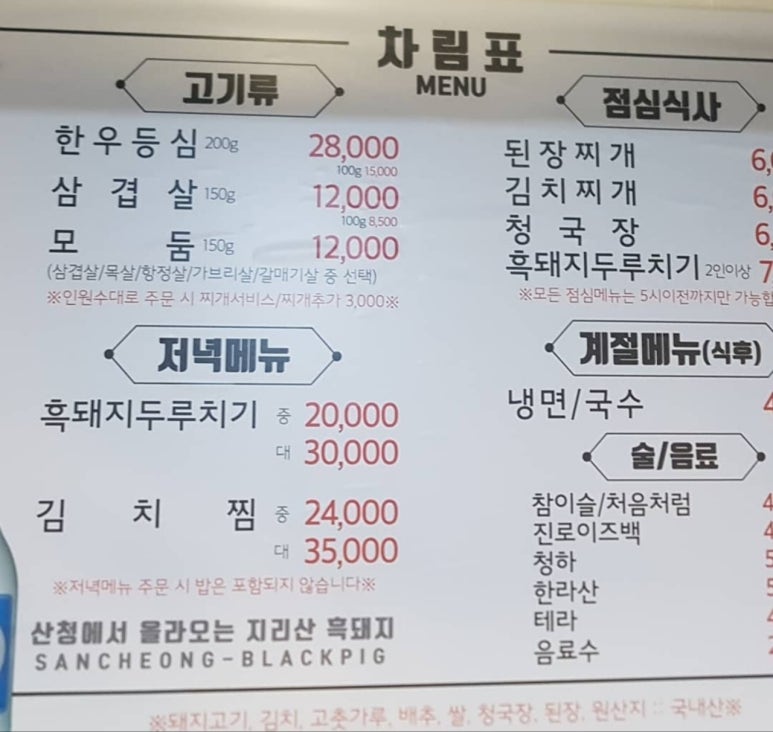 차림표
MENU
고기류
한우등심 200g 28,000
100g 15,000
삼겹살 150g 12,000
100g 8,500
모둠 150g 12,000
(삼겹살/목살/항정살/가브리살/갈매기살 중 선택)
※인원수대로 주문 시 찌개서비스/찌개추가 3,000※
저녁메뉴
흑돼지두루치기 중 20,000
대 30,000
김치찜 중 24,000
대 35,000
※저녁메뉴 주문 시 밥은 포함되지 않습니다※
산청에서 올라오는 지리산 흑돼지
SANCHEONG-BLACKPIG
점심식사
된장찌개 6,
김치찌개 6,
청국장 6,
흑돼지두루치기 2인이상 7
※모든 점심메뉴는 5시이전까지만
계절메뉴(식후)
냉면/국수 4
술/음료
참이슬/처음처럼 4
진로이즈백 4
청하 5
한라산 5
테라
음료수
※돼지고기, 김치, 고춧가루, 배추, 쌀, 청국장, 된장, 원산지 :: 국내산※